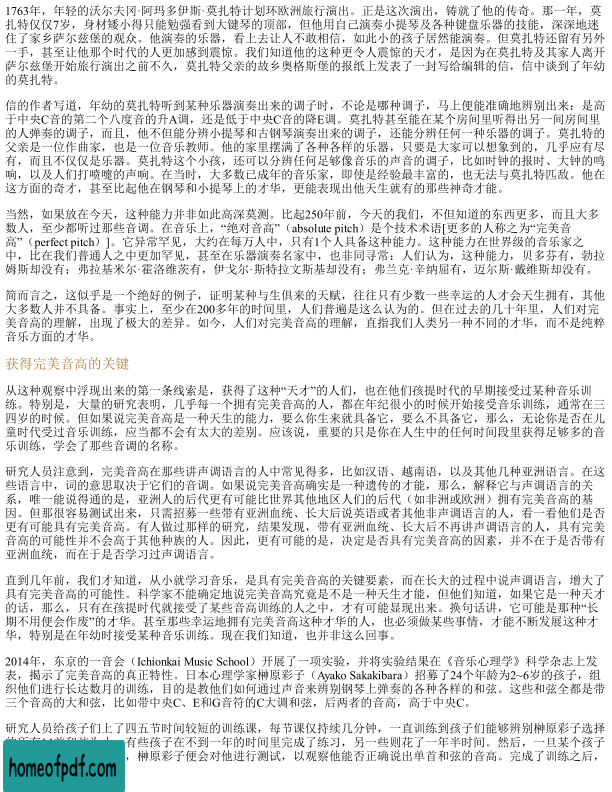 1763年，年轻的沃尔夫冈·阿玛多伊斯·莫扎特计划环欧洲旅行演出。正是这次演出，铸就了他的传奇。那一年，莫
扎特仅仅7岁，身材矮小得只能勉强看到大键琴的顶部，但他用自己演奏小提琴及各种键盘乐器的技能，深深地迷
住了家乡萨尔兹堡的观众。他演奏的乐器，看上去让人不敢相信，如此小的孩子居然能演奏。但莫扎特还留有另外
一手，甚至让他那个时代的人更加感到震惊。我们知道他的这种更令人震惊的天才，是因为在莫扎特及其家人离开
萨尔兹堡开始旅行演出之前不久，莫扎特父亲的故乡奥格斯堡的报纸上发表了一封写给编辑的信，信中谈到了年幼
的莫扎特。
信的作者写道，年幼的莫扎特听到某种乐器演奏出来的调子时，不论是哪种调子，马上便能准确地辨别出来：是高
于中央C音的第二个八度音的升A调，还是低于中央C音的降E调。莫扎特甚至能在某个房间里听得出另一间房间里
的人弹奏的调子，而且，他不但能分辨小提琴和古钢琴演奏出来的调子，还能分辨任何一种乐器的调子。莫扎特的
父亲是一位作曲家，也是一位音乐教师。他的家里摆满了各种各样的乐器，只要是大家可以想象到的，几乎应有尽
有，而且不仅仅是乐器。莫扎特这个小孩，还可以分辨任何足够像音乐的声音的调子，比如时钟的报时、大钟的鸣
响，以及人们打喷嚏的声响。在当时，大多数已成年的音乐家，即使是经验最丰富的，也无法与莫扎特匹敌。他在
这方面的奇才，甚至比起他在钢琴和小提琴上的才华，更能表现出他天生就有的那些神奇才能。
当然，如果放在今天，这种能力并非如此高深莫测。比起250年前，今天的我们，不但知道的东西更多，而且大多
数人，至少都听过那些音调。在音乐上，“绝对音高”（absolute pitch）是个技术术语[更多的人称之为“完美音
高”（perfect pitch）]。它异常罕见，大约在每万人中，只有1个人具备这种能力。这种能力在世界级的音乐家之
中，比在我们普通人之中更加罕见，甚至在乐器演奏名家中，也非同寻常；人们认为，这种能力，贝多芬有，勃拉
姆斯却没有；弗拉基米尔·霍洛维茨有，伊戈尔·斯特拉文斯基却没有；弗兰克·辛纳屈有，迈尔斯·戴维斯却没有。
简而言之，这似乎是一个绝好的例子，证明某种与生俱来的天赋，往往只有少数一些幸运的人才会天生拥有，其他
大多数人并不具备。事实上，至少在200多年的时间里，人们普遍是这么认为的。但在过去的几十年里，人们对完
美音高的理解，出现了极大的差异。如今，人们对完美音高的理解，直指我们人类另一种不同的才华，而不是纯粹
音乐方面的才华。
获得完美音高的关键
从这种观察中浮现出来的第一条线索是，获得了这种“天才”的人们，也在他们孩提时代的早期接受过某种音乐训
练。特别是，大量的研究表明，几乎每一个拥有完美音高的人，都在年纪很小的时候开始接受音乐训练，通常在三
四岁的时候。但如果说完美音高是一种天生的能力，要么你生来就具备它，要么不具备它，那么，无论你是否在儿
童时代受过音乐训练，应当都不会有太大的差别。应该说，重要的只是你在人生中的任何时间段里获得足够多的音
乐训练，学会了那些音调的名称。
研究人员注意到，完美音高在那些讲声调语言的人中常见得多，比如汉语、越南语，以及其他几种亚洲语言。在这
些语言中，词的意思取决于它们的音调。如果说完美音高确实是一种遗传的才能，那么，解释它与声调语言的关
系，唯一能说得通的是，亚洲人的后代更有可能比世界其他地区人们的后代（如非洲或欧洲）拥有完美音高的基
因。但那很容易测试出来，只需招募一些带有亚洲血统、长大后说英语或者其他非声调语言的人，看一看他们是否
更有可能具有完美音高。有人做过那样的研究，结果发现，带有亚洲血统、长大后不再讲声调语言的人，具有完美
音高的可能性并不会高于其他种族的人。因此，更有可能的是，决定是否具有完美音高的因素，并不在于是否带有
亚洲血统，而在于是否学习过声调语言。
直到几年前，我们才知道，从小就学习音乐，是具有完美音高的关键要素，而在长大的过程中说声调语言，增大了
具有完美音高的可能性。科学家不能确定地说完美音高究竟是不是一种天生才能，但他们知道，如果它是一种天才
的话，那么，只有在孩提时代就接受了某些音高训练的人之中，才有可能显现出来。换句话讲，它可能是那种“长
期不用便会作废”的才华。甚至那些幸运地拥有完美音高这种才华的人，也必须做某些事情，才能不断发展这种才
华，特别是在年幼时接受某种音乐训练。现在我们知道，也并非这么回事。
2014年，东京的一音会（Ichionkai Music School）开展了一项实验，并将实验结果在《音乐心理学》科学杂志上发
表，揭示了完美音高的真正特性。日本心理学家榊原彩子（Ayako Sakakibara）招募了24个年龄为2~6岁的孩子，组
织他们进行长达数月的训练，目的是教他们如何通过声音来辨别钢琴上弹奏的各种各样的和弦。这些和弦全都是带
三个音高的大和弦，比如带中央C、E和G音符的C大调和弦，后两者的音高，高于中央C。
研究人员给孩子们上了四五节时间较短的训练课，每节课仅持续几分钟，一直训练到孩子们能够辨别榊原彩子选择
有些孩子在不到一年的时间里完成了练习，另一些则花了一年半时间。然后，一旦某个孩子
，榊原彩子便会对他进行测试，以观察他能否正确说出单首和弦的音高。完成了训练之后，
homeofpdf.com